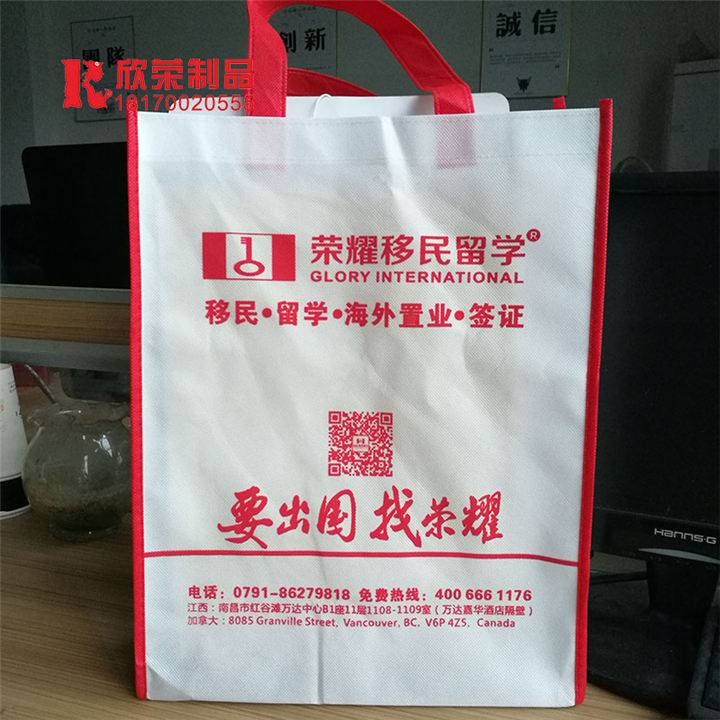 團隊
創新
誠信
欣荣制品
18170020555
荣耀移民留学®
GLORY INTERNATIONAL
移民•留学•海外置业•签证
要出国 找荣耀
电话：0791-86279818 免费热线：400 666 1176
江西：南昌市红谷滩万达中心B1座11层1108-1109室（万达嘉华酒店隔壁）
加拿大：8085 Granville Street, Vancouver, BC, V6P 4Z5, Canada
HANNS·G